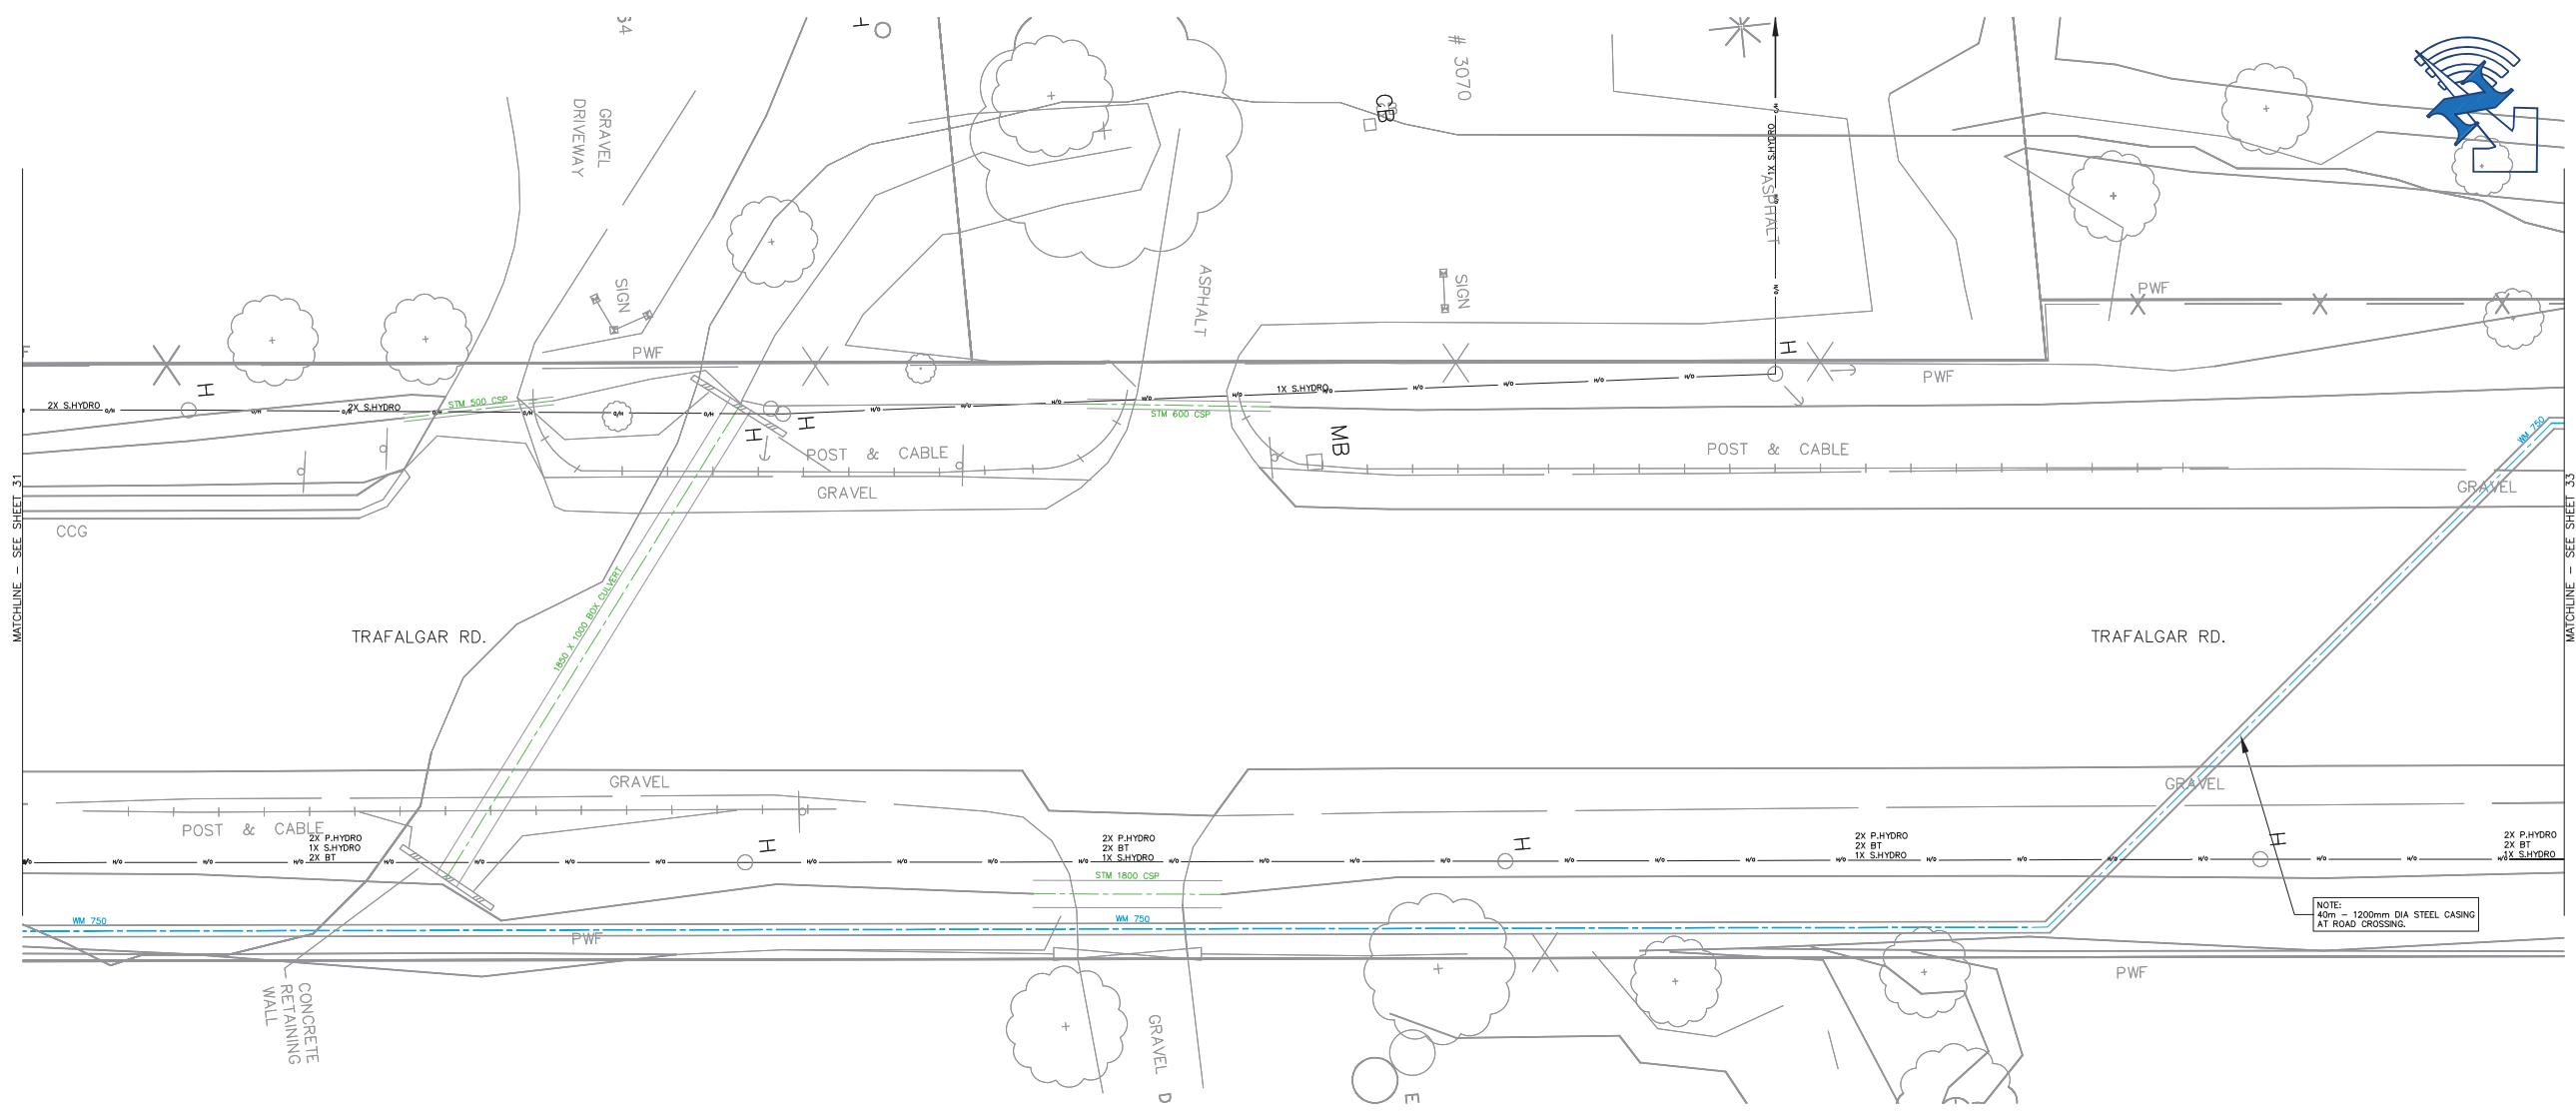 # 3070
GRAVEL
DRIVEWAY
CB
1X S.HYDRO
ASPHALT
SIGN
ASPHALT
SIGN
PWF
PWF
H
PWF
H
2X S.HYDRO
2X S.HYDRO
STM 500 CSP
1X S.HYDRO
STM 600 CSP
PWF
WM 750
H
H
MB
POST & CABLE
POST & CABLE
GRAVEL
GRAVEL
CCG
MATCHLINE - SEE SHEET 31
MATCHLINE - SEE SHEET 33
1850 X 1000 BOX CULVERT
TRAFALGAR RD.
TRAFALGAR RD.
GRAVEL
GRAVEL
POST & CABLE
2X P.HYDRO
1X S.HYDRO
2X BT
H
2X P.HYDRO
2X BT
1X S.HYDRO
H
2X P.HYDRO
2X BT
1X S.HYDRO
H
2X P.HYDRO
2X BT
1X S.HYDRO
STM 1800 CSP
WM 750
WM 750
NOTE:
40m - 1200mm DIA STEEL CASING
AT ROAD CROSSING.
PWF
PWF
CONCRETE
RETAINING
WALL
GRAVEL D
E